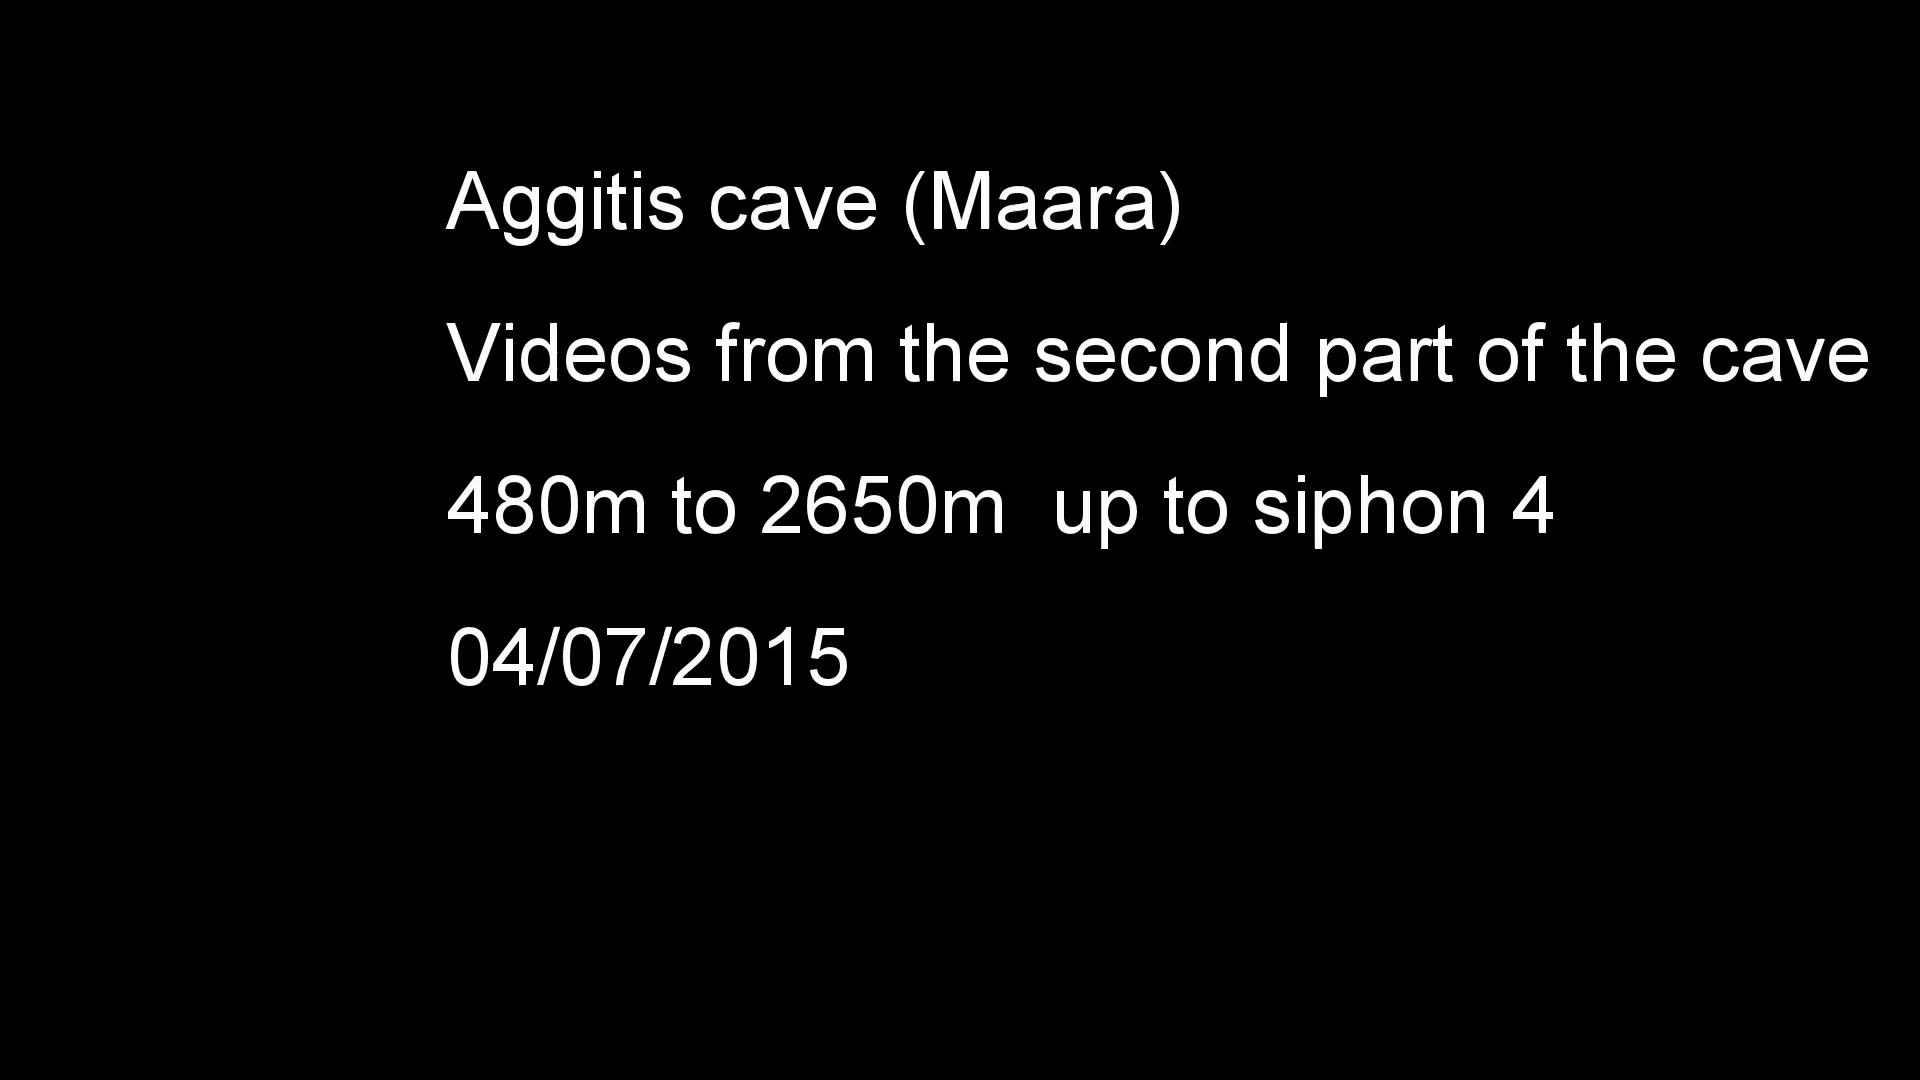 Aggitis cave (Maara)
Videos from the second part of the cave
480m to 2650m  up to siphon 4
04/07/2015